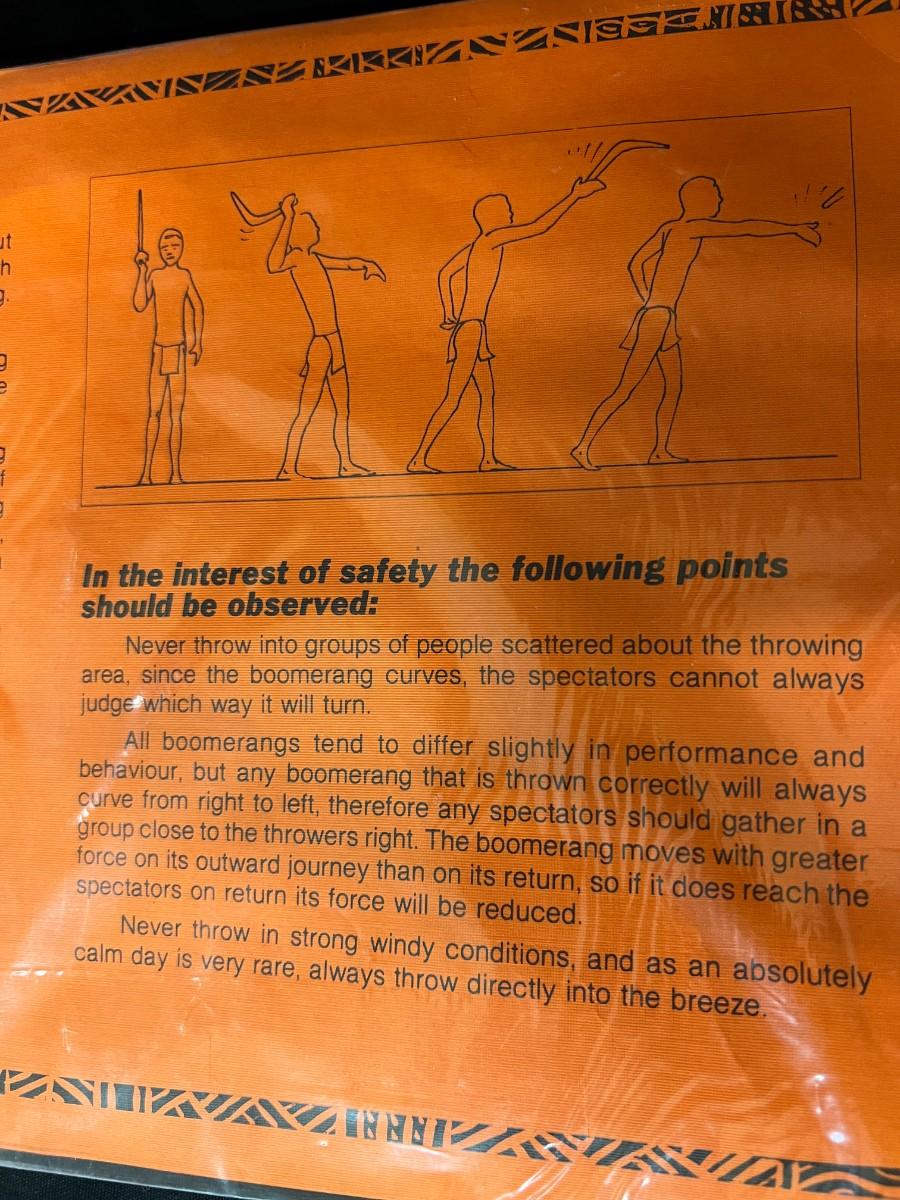 ut
h
g.
g
e
g
f
g
,
In the interest of safety the following points
should be observed:
Never throw into groups of people scattered about the throwing
area, since the boomerang curves, the spectators cannot always
judge which way it will turn.
All boomerangs tend to differ slightly in performance and
behaviour, but any boomerang that is thrown correctly will always
curve from right to left, therefore any spectators should gather in a
group close to the throwers right. The boomerang moves with greater
force on its outward journey than on its return, so if it does reach the
spectators on return its force will be reduced.
Never throw in strong windy conditions, and as an absolutely
calm day is very rare, always throw directly into the breeze.